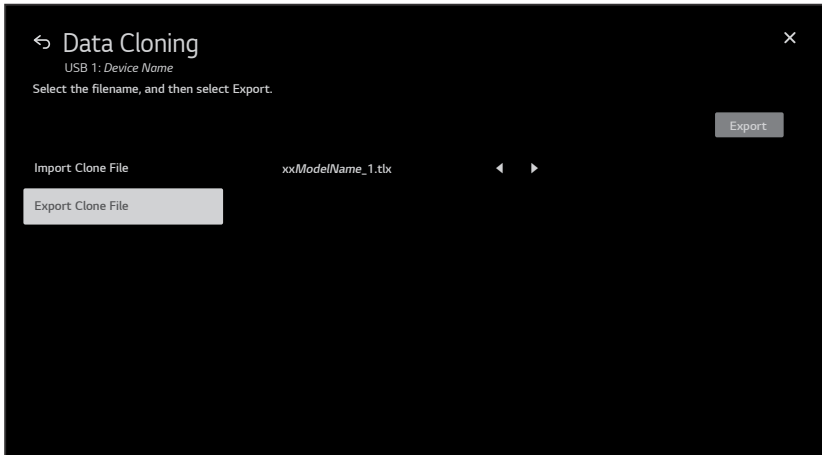 Data Cloning
USB 1: Device Name
Select the filename, and then select Export.
Export
Import Clone File xxModelName_1.tlx
Export Clone File